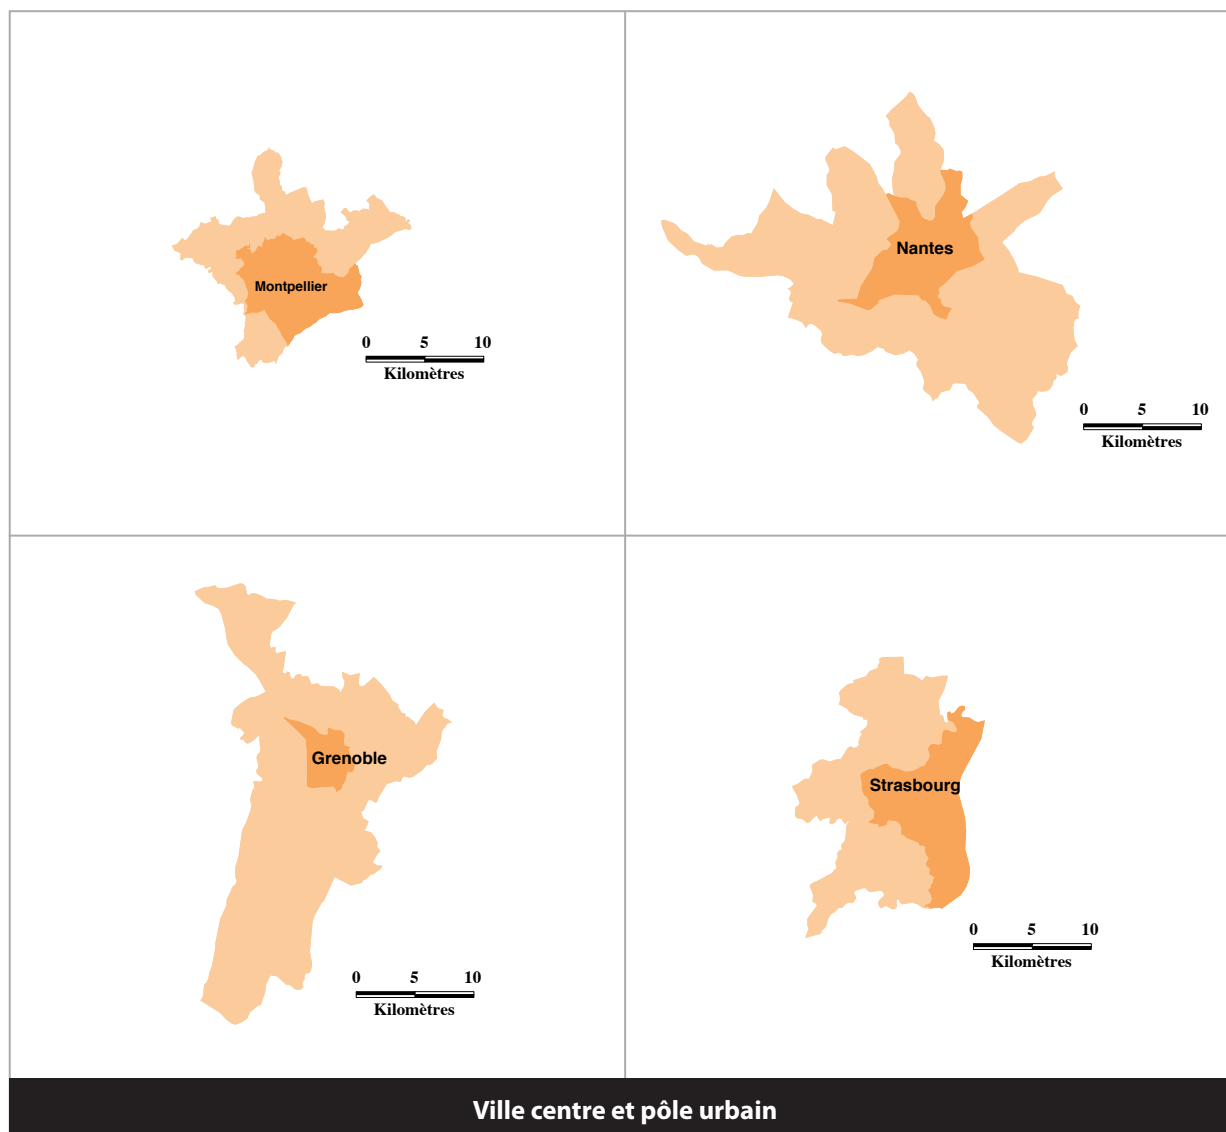 Montpellier
0 5 10
Kilomètres
Nantes
0 5 10
Kilomètres
Grenoble
0 5 10
Kilomètres
Strasbourg
0 5 10
Kilomètres
Ville centre et pôle urbain